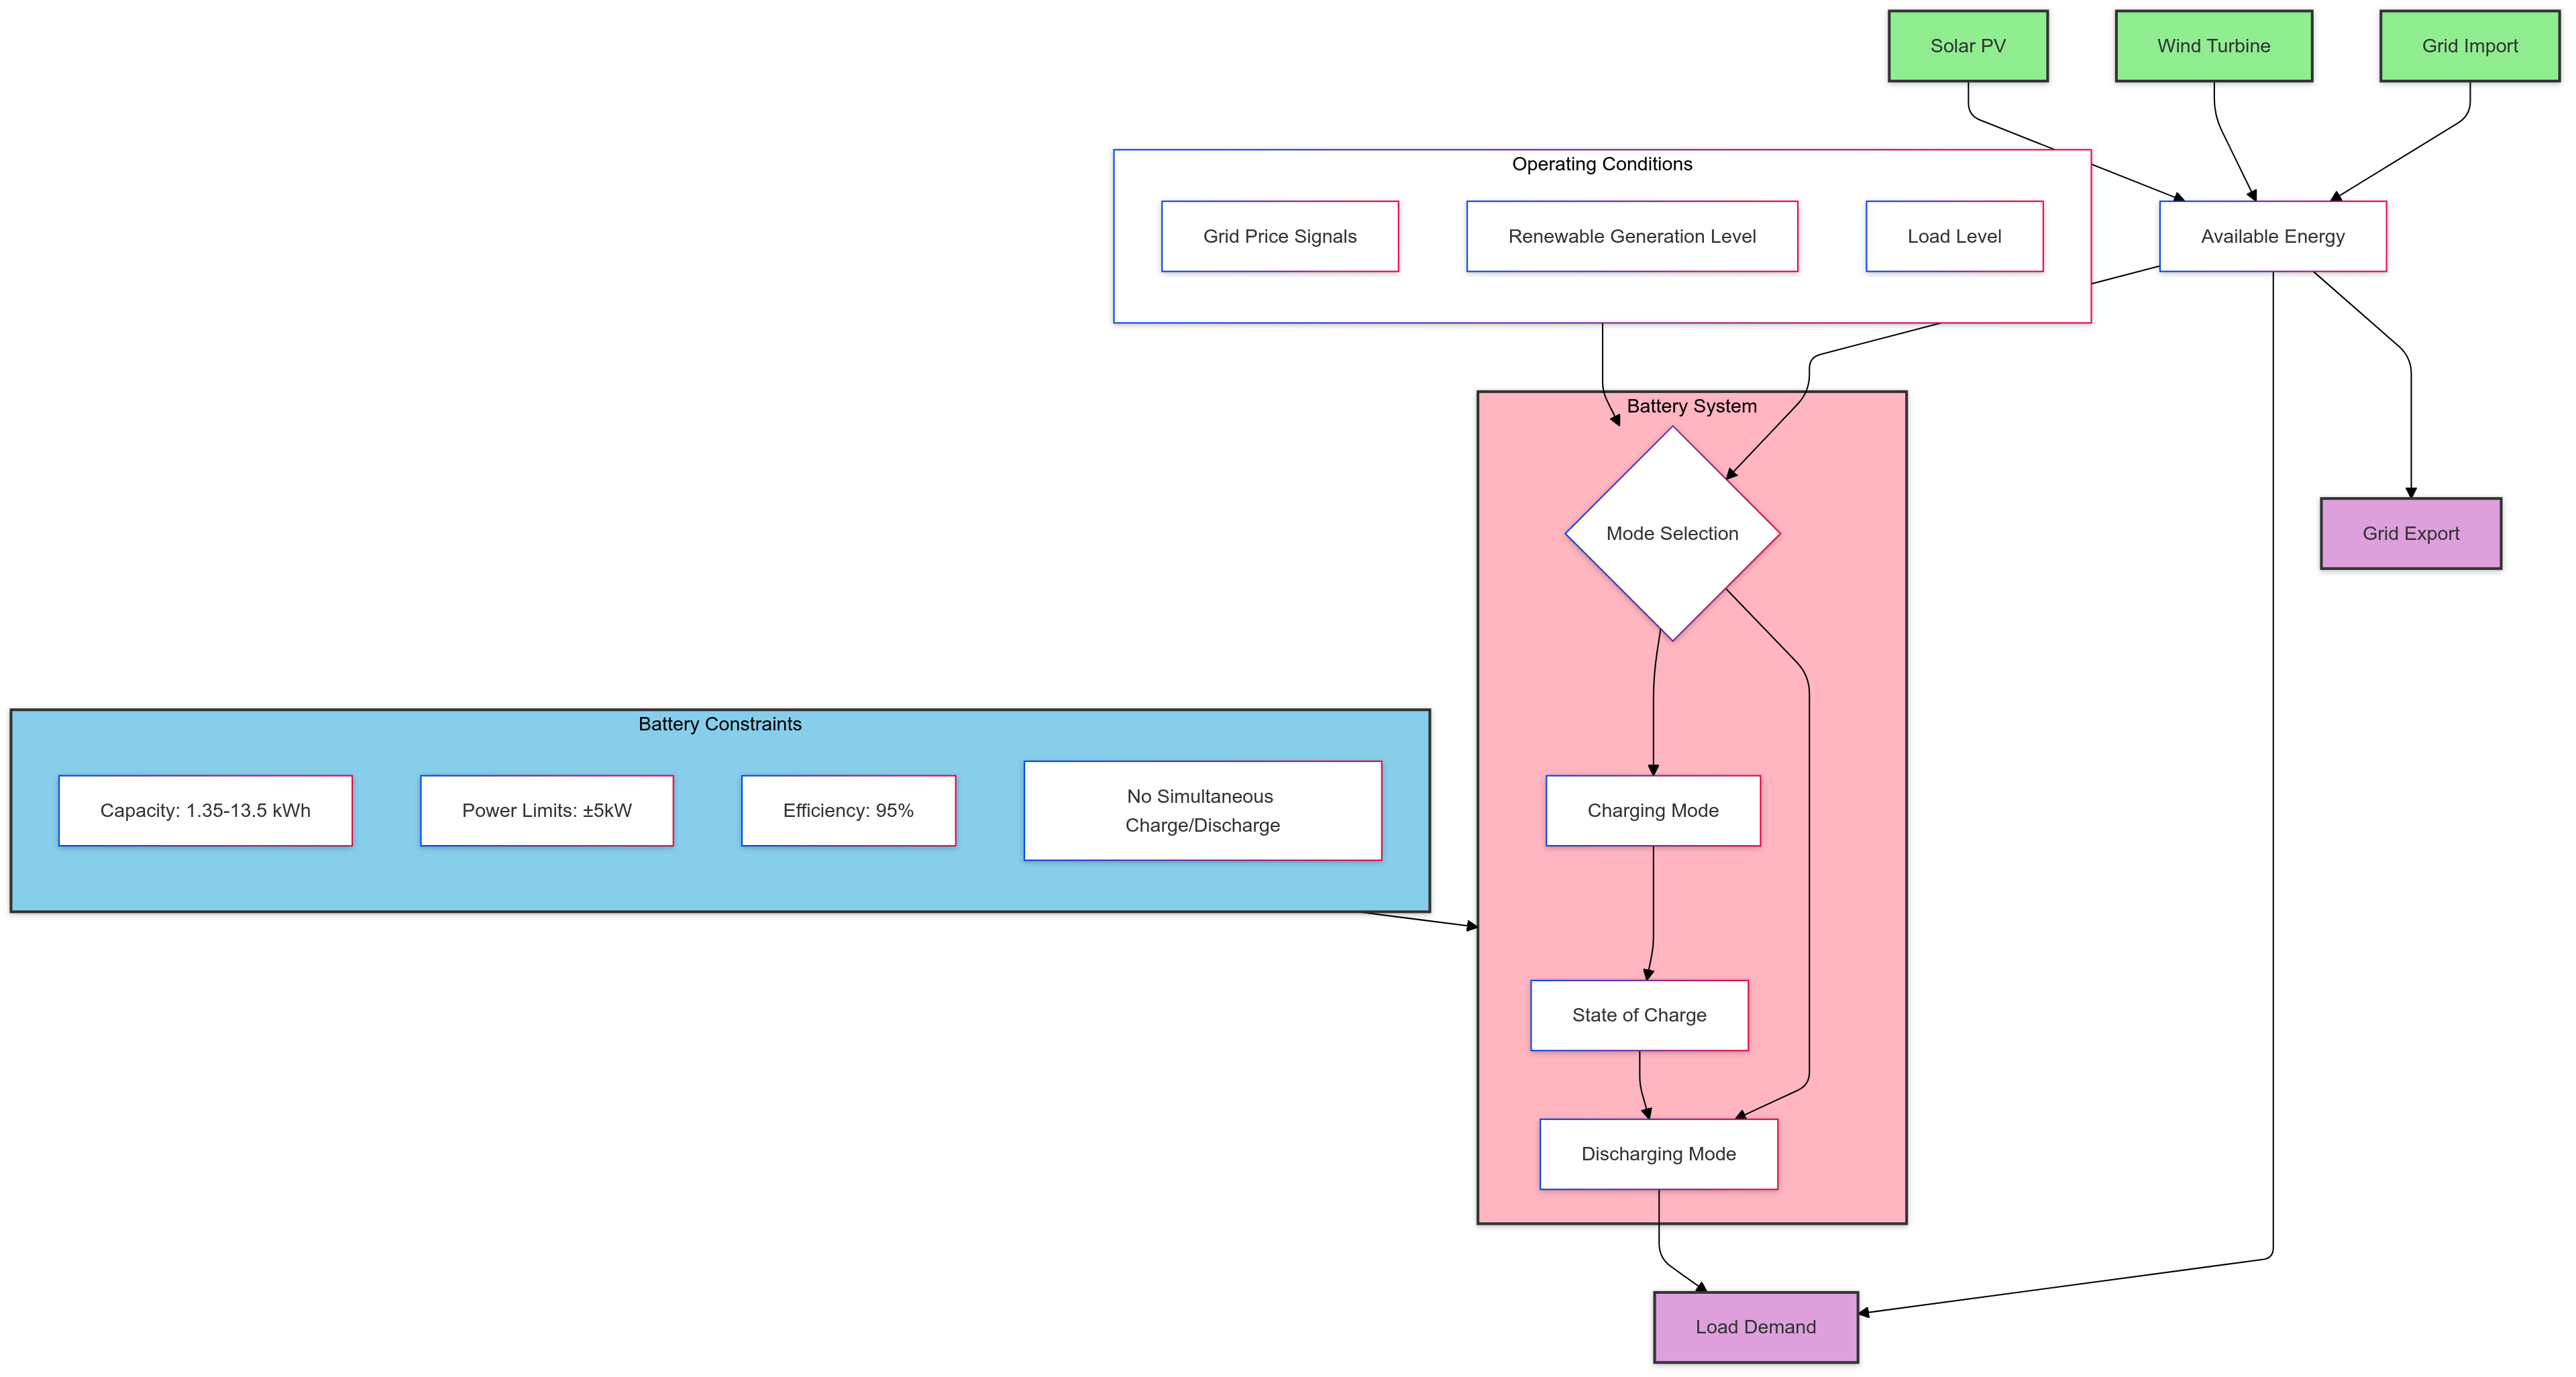 Solar PV
Wind Turbine
Grid Import
Operating Conditions
Grid Price Signals
Renewable Generation Level
Load Level
Available Energy
Battery System
Mode Selection
Grid Export
Battery Constraints
Capacity: 1.35-13.5 kWh
Power Limits: ±5kW
Efficiency: 95%
No Simultaneous
Charge/Discharge
Charging Mode
State of Charge
Discharging Mode
Load Demand